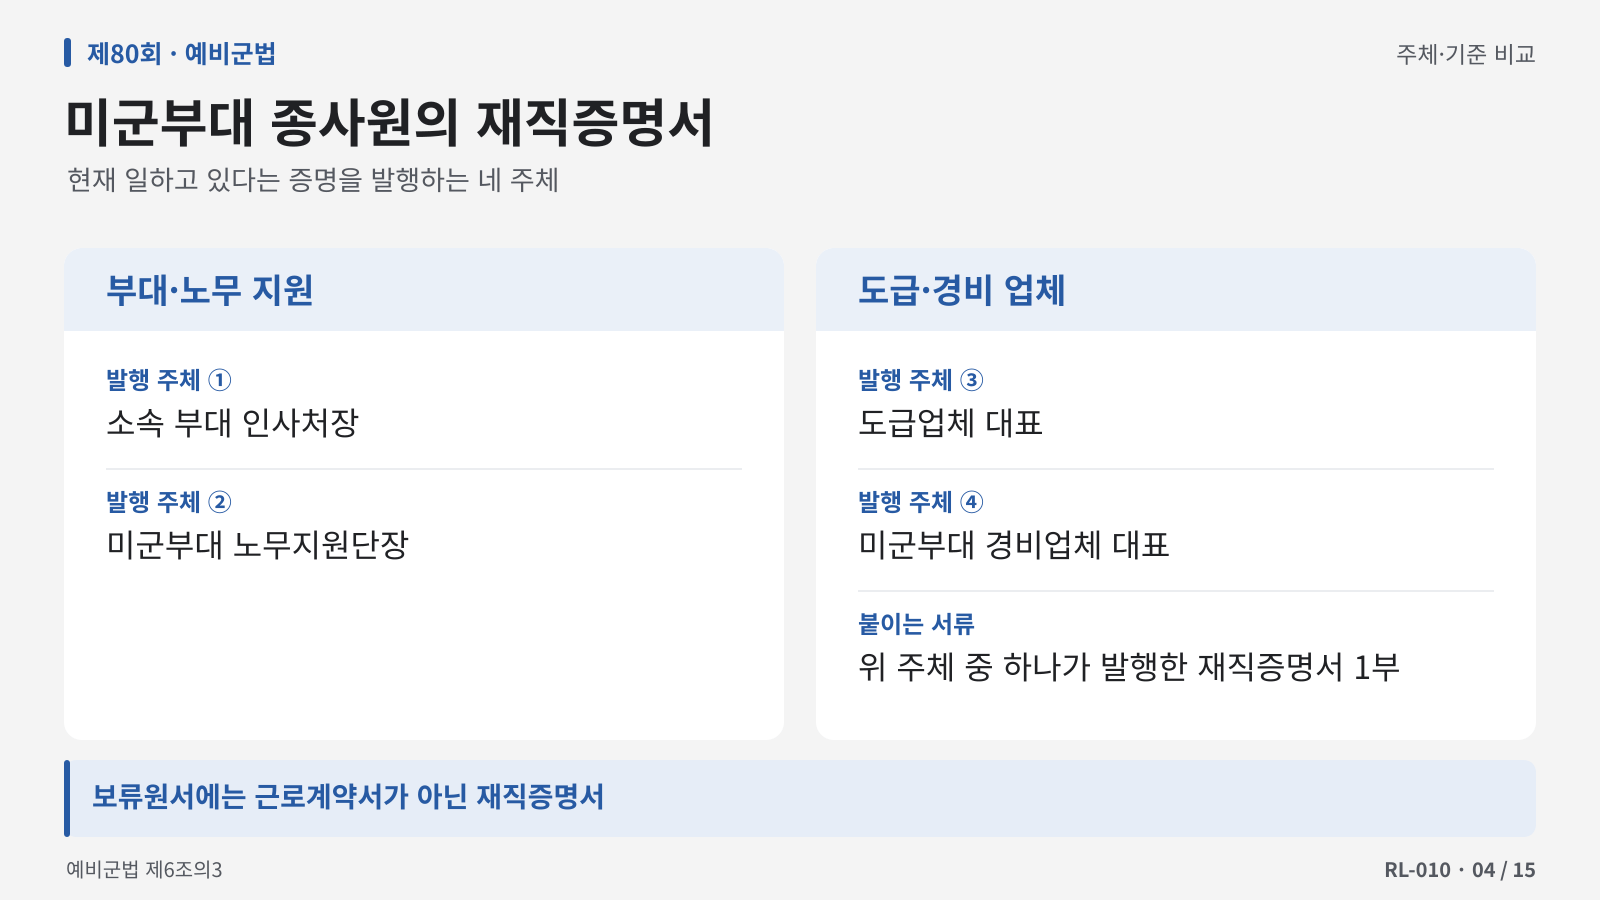 제80회 · 예비군법
주체·기준 비교
미군부대 종사원의 재직증명서
현재 일하고 있다는 증명을 발행하는 네 주체
부대·노무 지원
발행 주체 ①
소속 부대 인사처장
발행 주체 ②
미군부대 노무지원단장
도급·경비 업체
발행 주체 ③
도급업체 대표
발행 주체 ④
미군부대 경비업체 대표
붙이는 서류
위 주체 중 하나가 발행한 재직증명서 1부
보류원서에는 근로계약서가 아닌 재직증명서
예비군법 제6조의3
RL-010 · 04 / 15